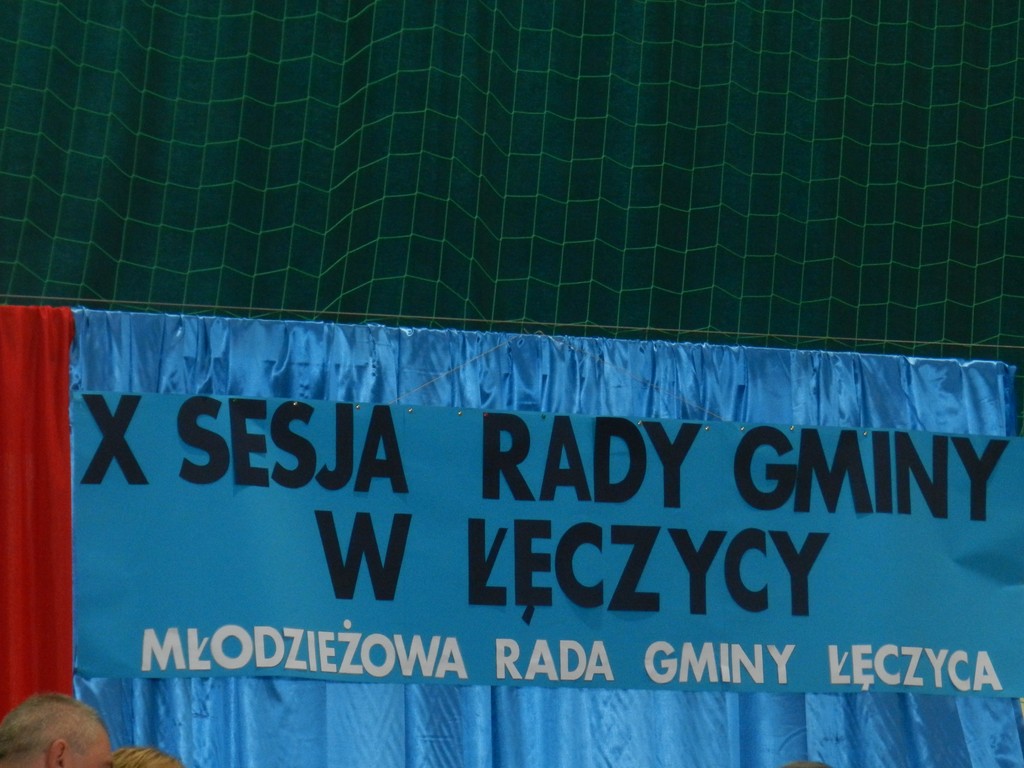 X SESJA RADY GMINY
W ŁĘCZYCY
MŁODZIEŻOWA RADA GMINY ŁĘCZYCA